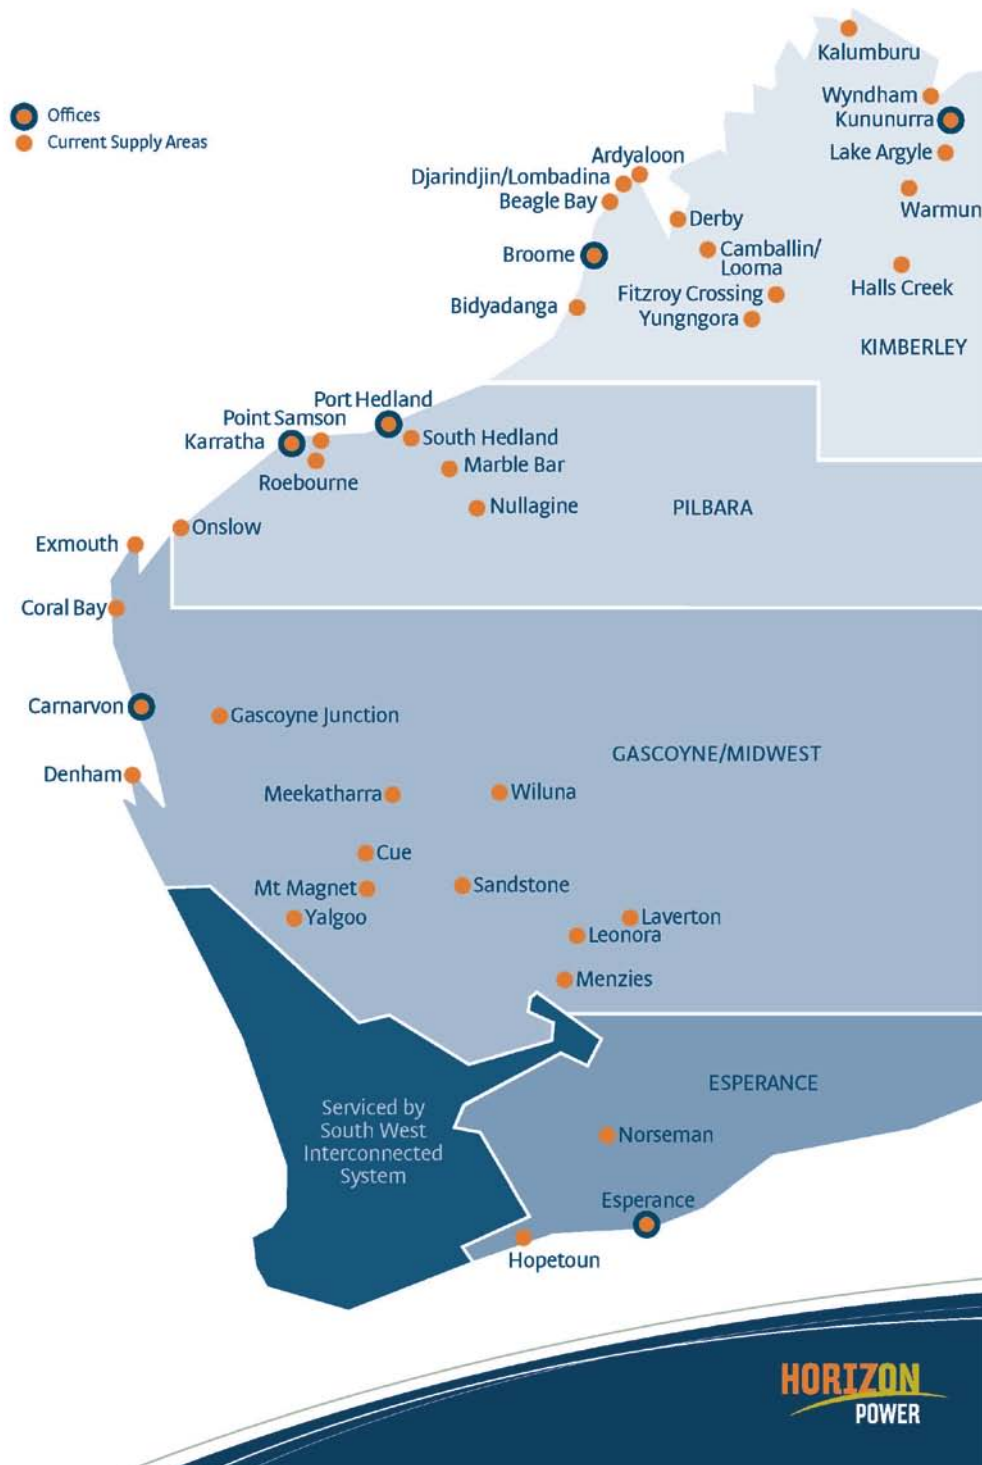 Kalumburu
Offices
Current Supply Areas
Wyndham
Kununurra
Lake Argyle
Ardyaloon
Djarindjin/Lombadina
Beagle Bay
Warmun
Derby
Broome
Camballin/
Looma
Halls Creek
Fitzroy Crossing
Bidyadanga
Yungngora
KIMBERLEY
Port Hedland
Point Samson
Karratha
South Hedland
Marble Bar
Roebourne
Nullagine
PILBARA
Onslow
Exmouth
Coral Bay
Carnarvon
Gascoyne Junction
GASCOYNE/MIDWEST
Denham
Meekatharra
Wiluna
Cue
Mt Magnet
Sandstone
Yalgoo
Laverton
Leonora
Menzies
ESPERANCE
Serviced by
South West
Interconnected
System
Norseman
Esperance
Hopetoun
HORIZON
POWER